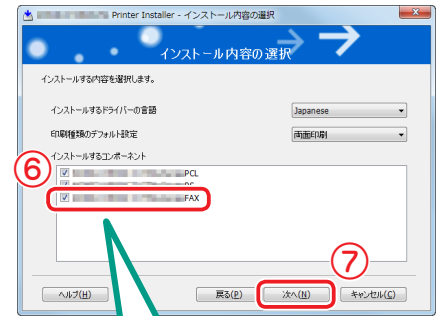 Printer Installer - インストール内容の選択
インストール内容の選択
インストールする内容を選択します。
インストールするドライバーの言語
Japanese
印刷種類のデフォルト設定
両面印刷
インストールするコンポーネント
⑥
PCL
PS
FAX
⑦
ヘルプ(H)
戻る(P)
次へ(N)
キャンセル(C)